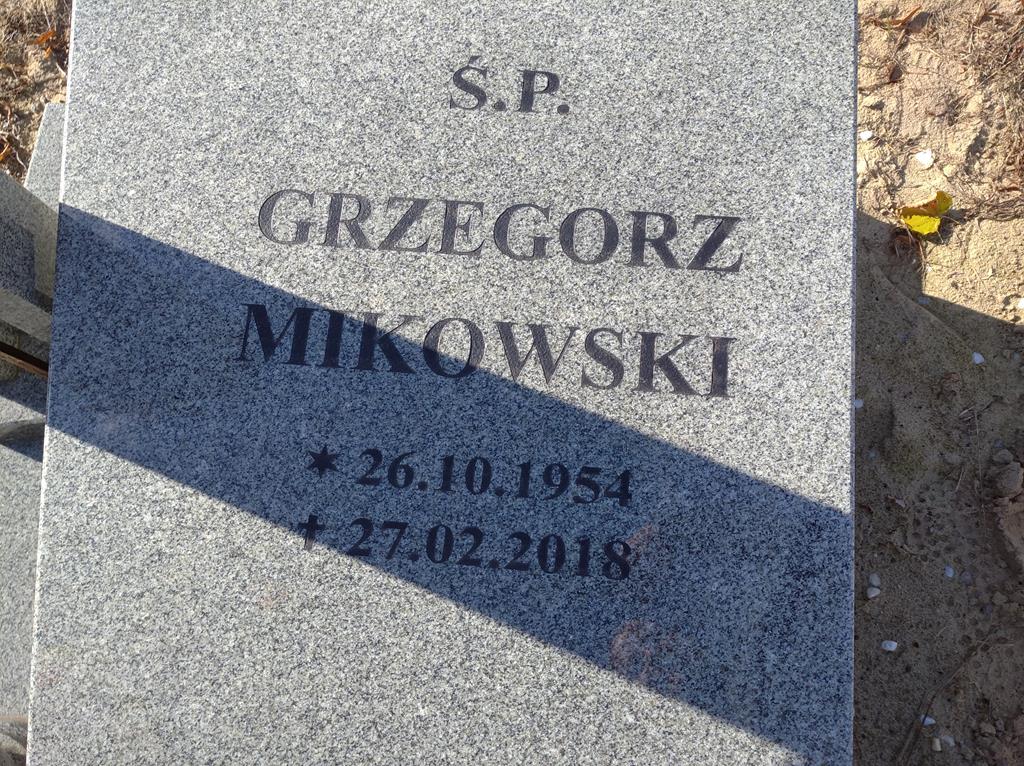 Ś.P.
GRZEGORZ
MIKOWSKI
✶ 26.10.1954
✝ 27.02.2018